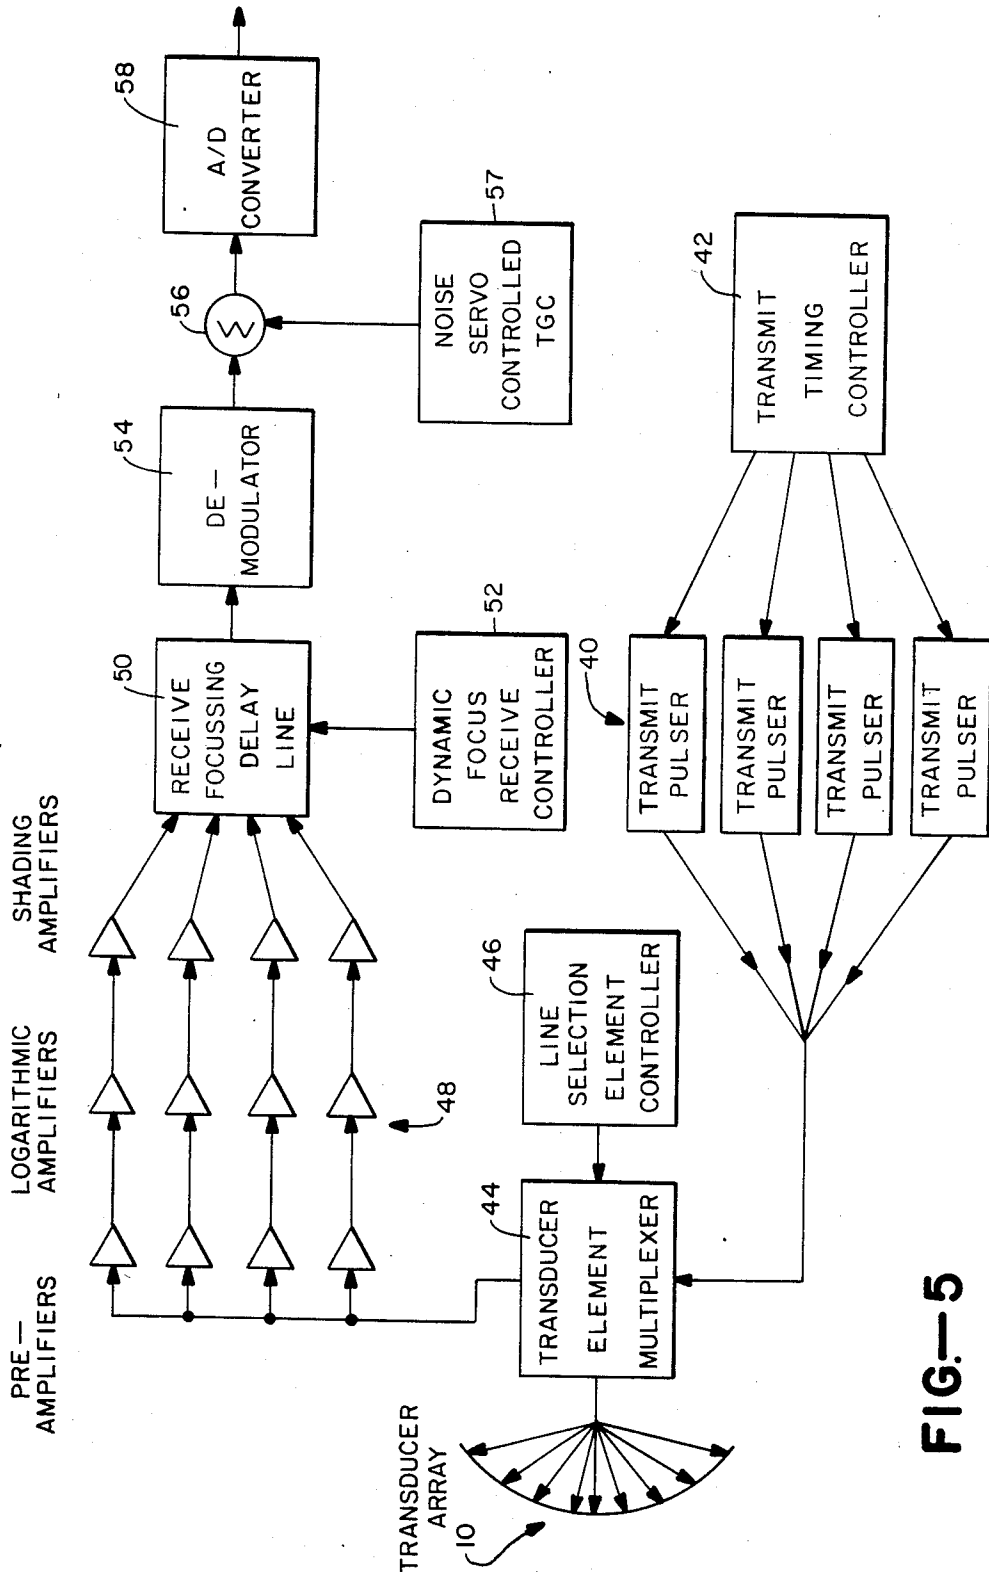 PRE—
AMPLIFIERS
LOGARITHMIC
AMPLIFIERS
SHADING
AMPLIFIERS
48
50
RECEIVE
FOCUSSING
DELAY
LINE
54
DE—
MODULATOR
56
Σ
58
A/D
CONVERTER
52
DYNAMIC
FOCUS
RECEIVE
CONTROLLER
57
NOISE
SERVO
CONTROLLED
TGC
TRANSDUCER
ARRAY
10
44
TRANSDUCER
ELEMENT
MULTIPLEXER
46
LINE
SELECTION
ELEMENT
CONTROLLER
40
TRANSMIT
PULSER
TRANSMIT
PULSER
TRANSMIT
PULSER
TRANSMIT
PULSER
42
TRANSMIT
TIMING
CONTROLLER
FIG.—5